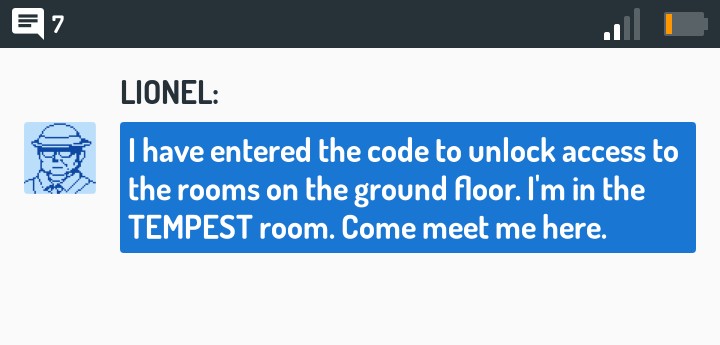 7
LIONEL:
I have entered the code to unlock access to
the rooms on the ground floor. I'm in the
TEMPEST room. Come meet me here.